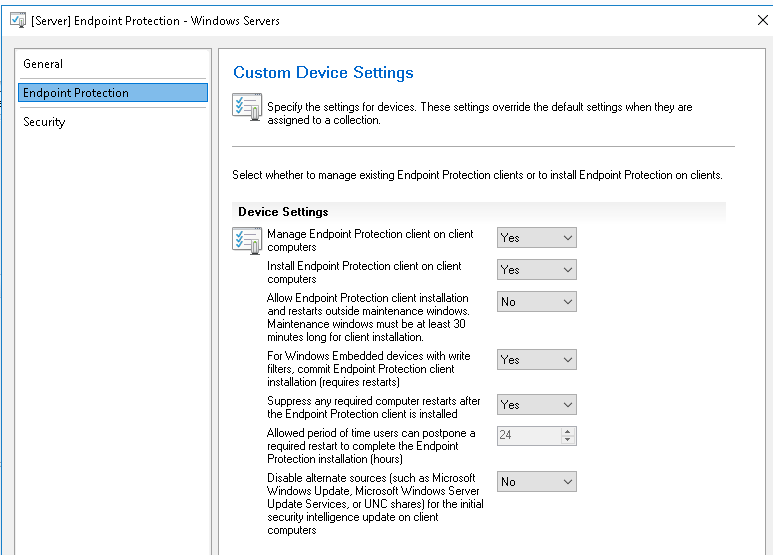 [Server] Endpoint Protection - Windows Servers
General
Endpoint Protection
Security
Custom Device Settings
Specify the settings for devices. These settings override the default settings when they are
assigned to a collection.
Select whether to manage existing Endpoint Protection clients or to install Endpoint Protection on clients.
Device Settings
Manage Endpoint Protection client on client
computers
Yes
Install Endpoint Protection client on client
computers
Yes
Allow Endpoint Protection client installation
and restarts outside maintenance windows.
Maintenance windows must be at least 30
minutes long for client installation.
No
For Windows Embedded devices with write
filters, commit Endpoint Protection client
installation (requires restarts)
Yes
Suppress any required computer restarts after
the Endpoint Protection client is installed
Yes
Allowed period of time users can postpone a
required restart to complete the Endpoint
Protection installation (hours)
24
Disable alternate sources (such as Microsoft
Windows Update, Microsoft Windows Server
Update Services, or UNC shares) for the initial
security intelligence update on client
computers
No